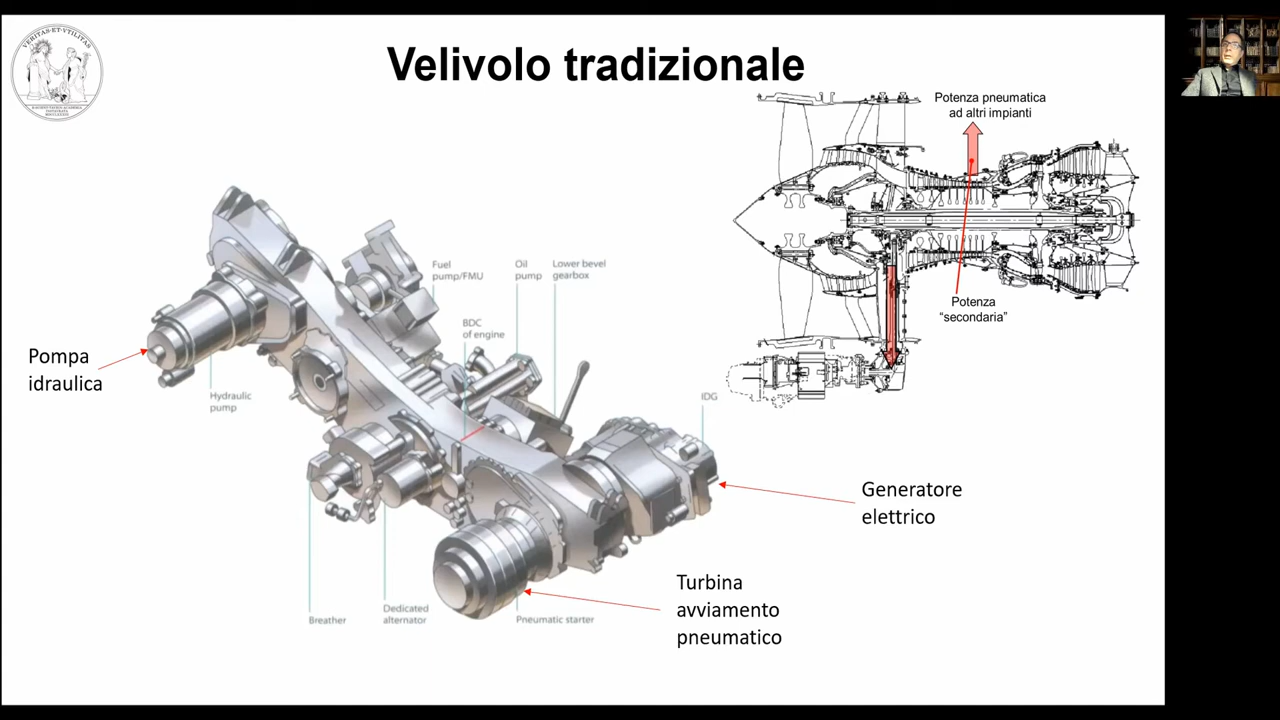 VERITAS·ET·VTILITAS
Velivolo tradizionale
Potenza pneumatica
ad altri impianti
Potenza
“secondaria”
Fuel
pump/FMU
Oil
pump
Lower bevel
gearbox
BDC
of engine
Pompa
idraulica
Hydraulic
pump
IDG
Generatore
elettrico
Turbina
avviamento
pneumatico
Breather
Dedicated
alternator
Pneumatic starter